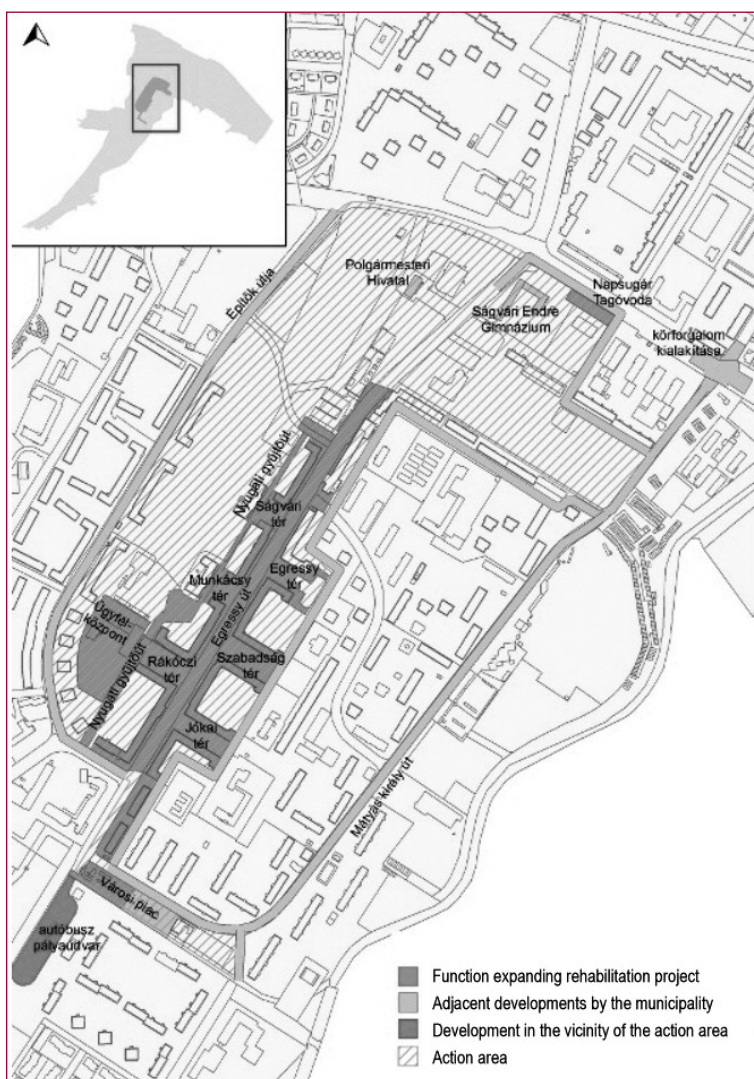 Építők útja
Polgármesteri
Hivatal
Ságvári Endre
Gimnázium
Napsugár
Tagóvoda
körforgalom
kialakítása
Nyugati gyűjtőút
Ságvári
tér
Munkácsy
tér
Egressy
tér
Egressy út
Ügyfél-
központ
Nyugati gyűjtőút
Rákóczi
tér
Szabadság
tér
Jókai
tér
Mátyás király út
Városi piac
autóbusz
pályaudvar
Function expanding rehabilitation project
Adjacent developments by the municipality
Development in the vicinity of the action area
Action area